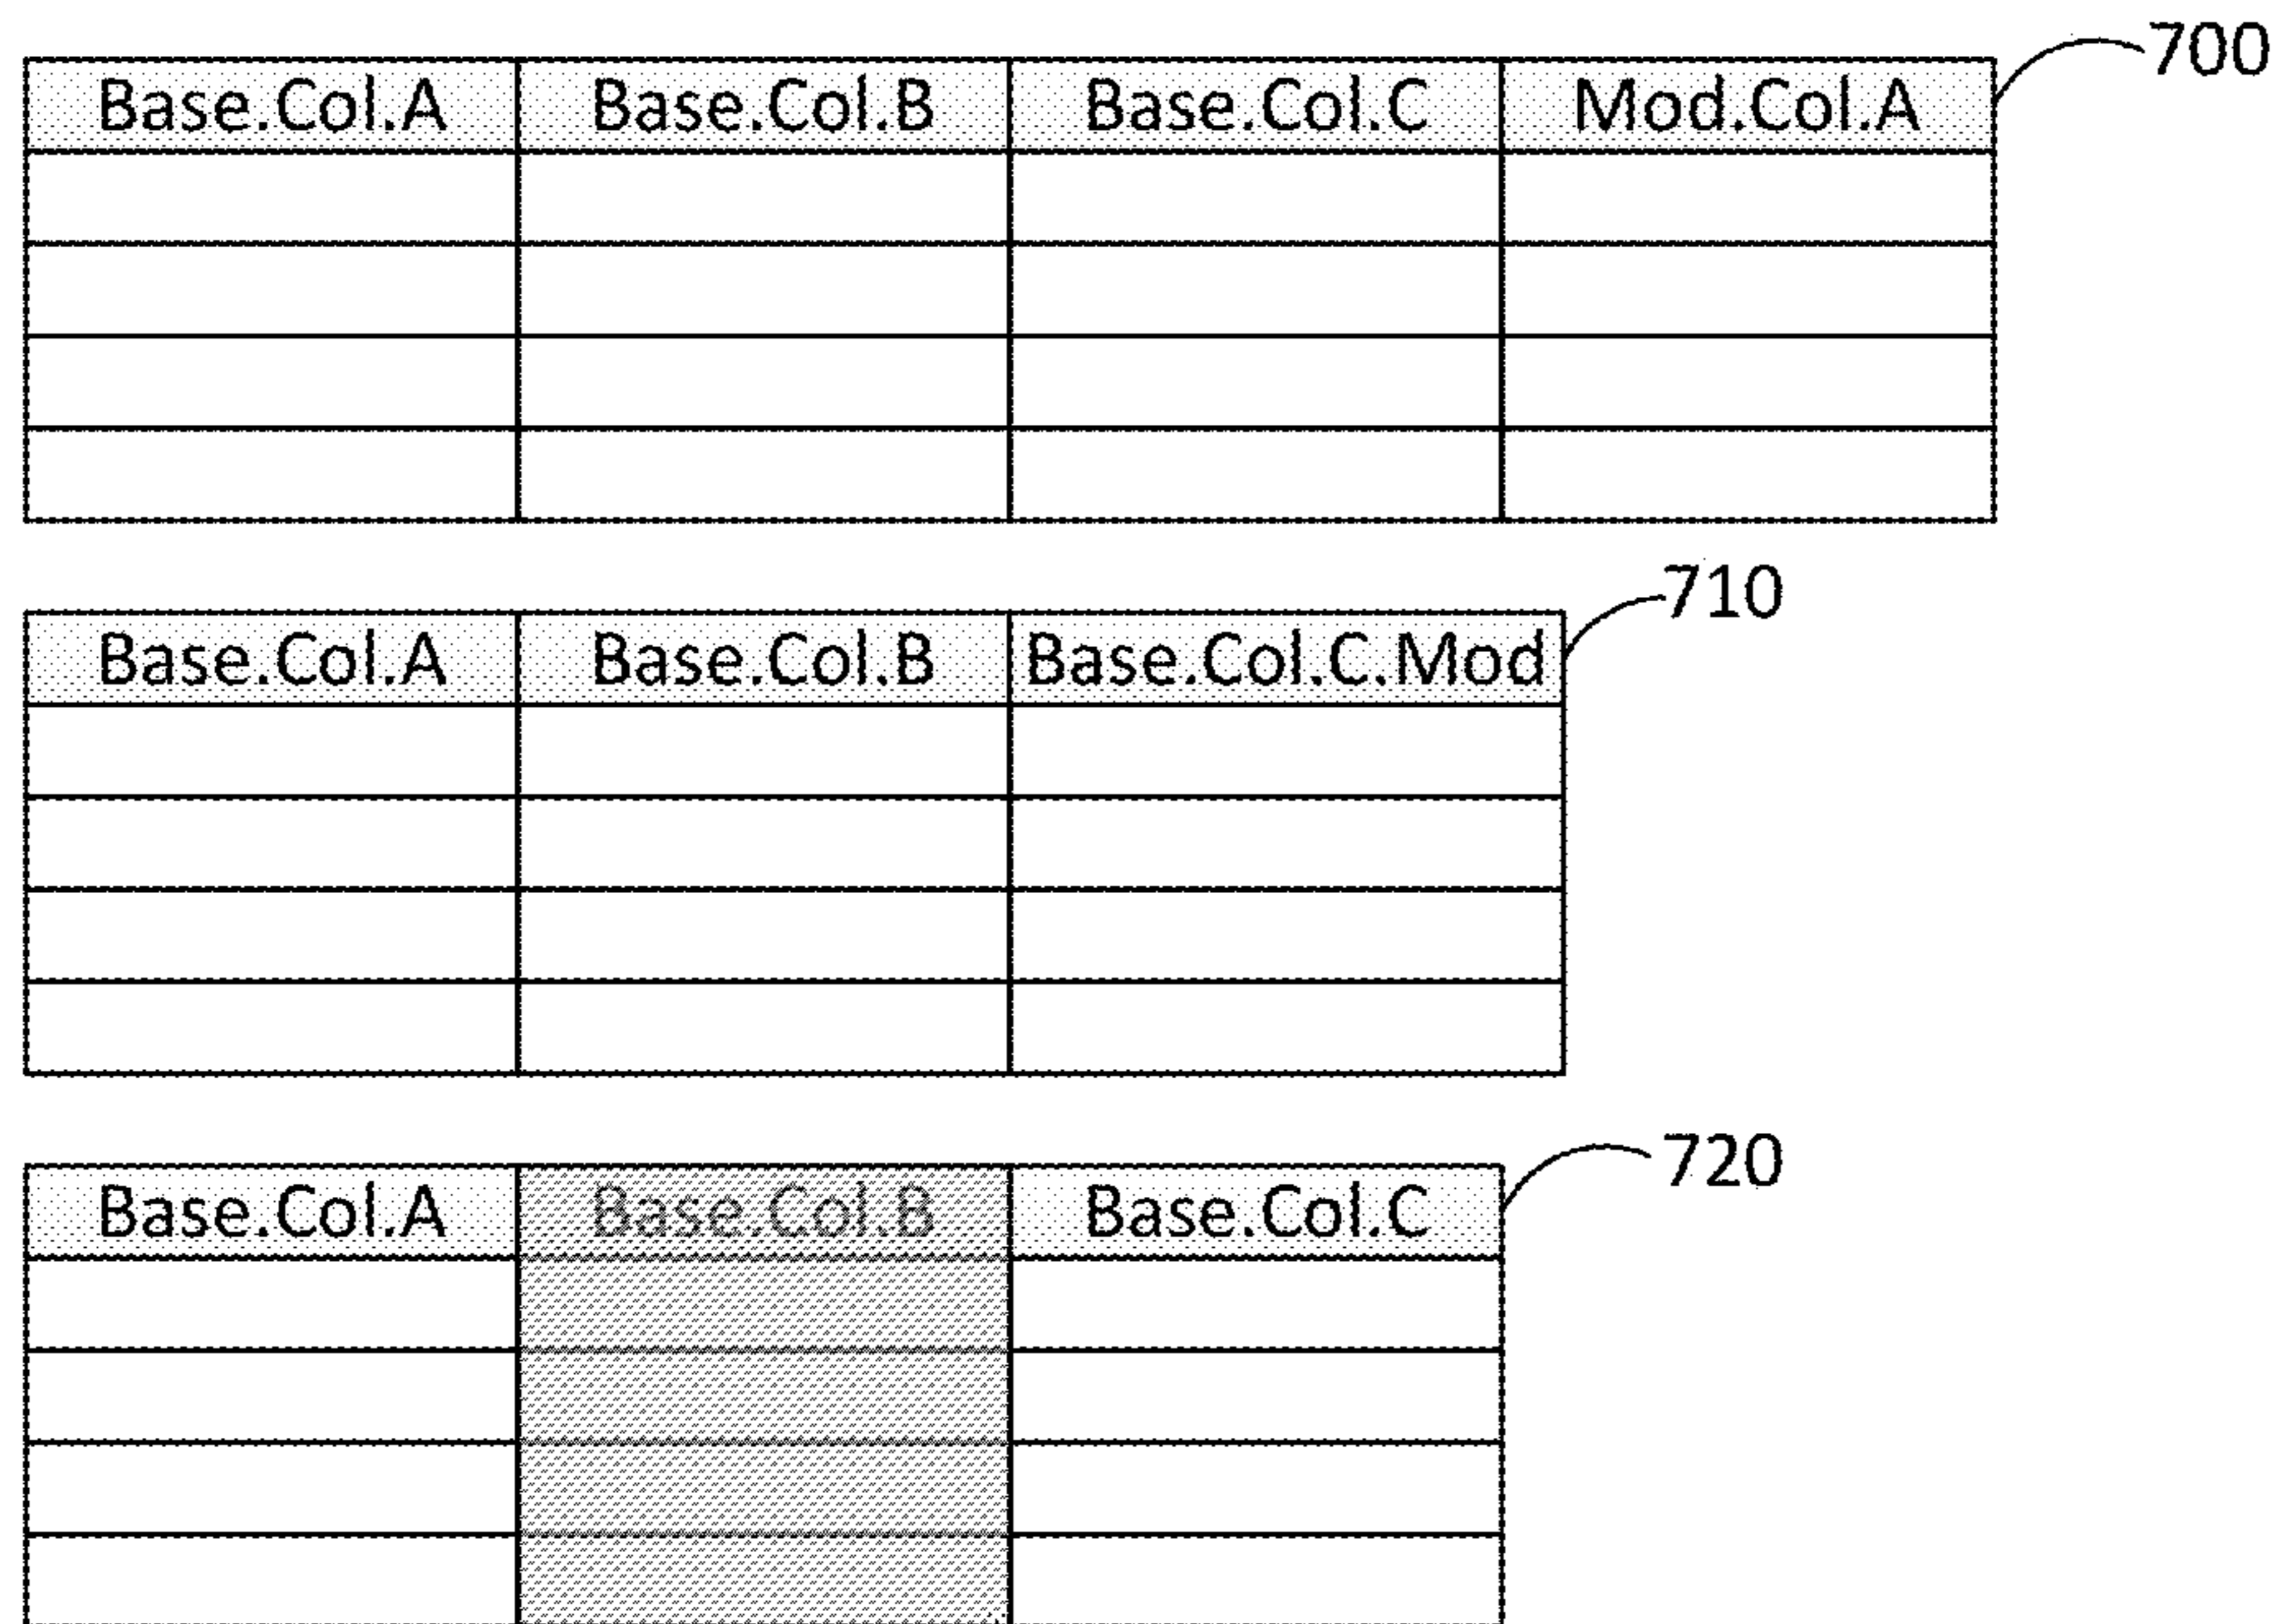 700
Base.Col.A Base.Col.B Base.Col.C Mod.Col.A
710
Base.Col.A Base.Col.B Base.Col.C.Mod
720
Base.Col.A Base.Col.B Base.Col.C